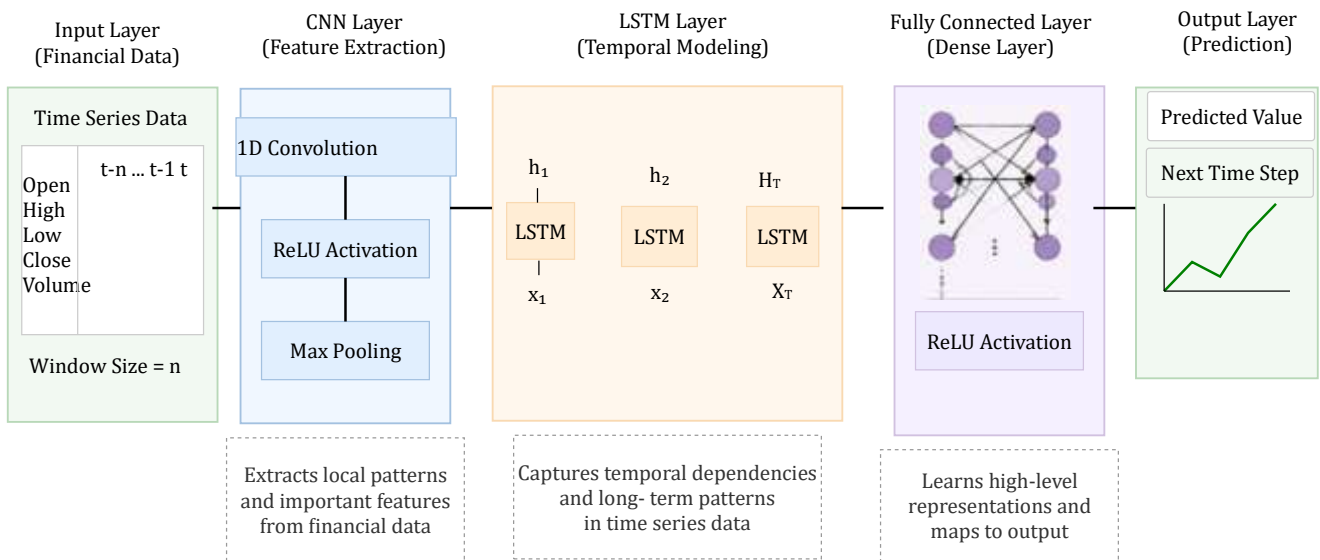 Input Layer
(Financial Data)
CNN Layer
(Feature Extraction)
LSTM Layer
(Temporal Modeling)
Fully Connected Layer
(Dense Layer)
Output Layer
(Prediction)
Time Series Data
t-n ... t-1 t
Open
High
Low
Close
Volume
Window Size = n
1D Convolution
ReLU Activation
Max Pooling
h₁
h₂
H_T
LSTM
LSTM
LSTM
x₁
x₂
X_T
ReLU Activation
Predicted Value
Next Time Step
Extracts local patterns
and important features
from financial data
Captures temporal dependencies
and long- term patterns
in time series data
Learns high-level
representations and
maps to output